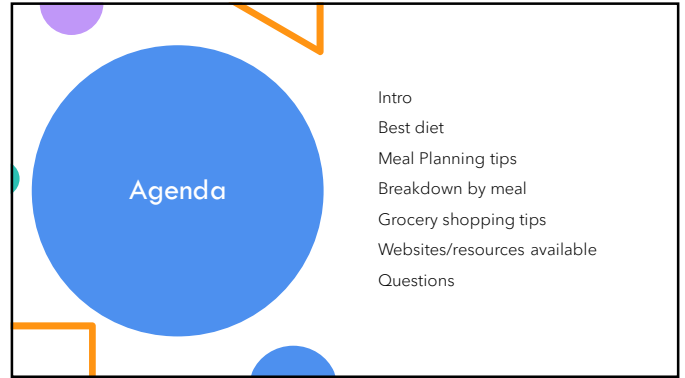 Agenda
Intro
Best diet
Meal Planning tips
Breakdown by meal
Grocery shopping tips
Websites/resources available
Questions